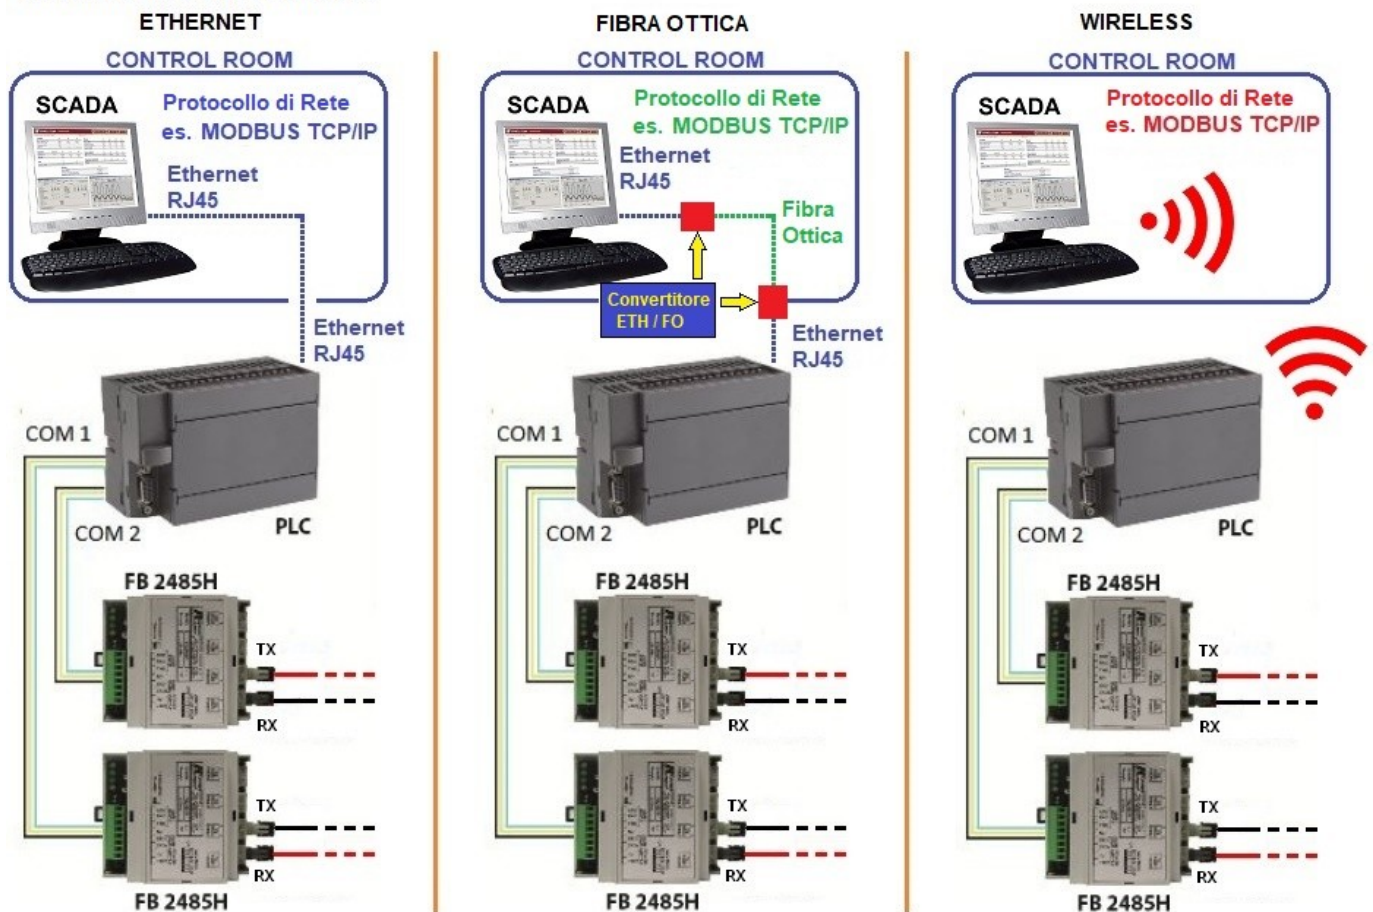 ETHERNET
CONTROL ROOM
SCADA
Protocollo di Rete
es. MODBUS TCP/IP
Ethernet
RJ45
Ethernet
RJ45
COM 1
COM 2
PLC
FB 2485H
TX
RX
TX
RX
FB 2485H
FIBRA OTTICA
CONTROL ROOM
SCADA
Protocollo di Rete
es. MODBUS TCP/IP
Ethernet
RJ45
Fibra
Ottica
Convertitore
ETH / FO
Ethernet
RJ45
COM 1
COM 2
PLC
FB 2485H
TX
RX
TX
RX
FB 2485H
WIRELESS
CONTROL ROOM
SCADA
Protocollo di Rete
es. MODBUS TCP/IP
COM 1
COM 2
PLC
FB 2485H
TX
RX
TX
RX
FB 2485H